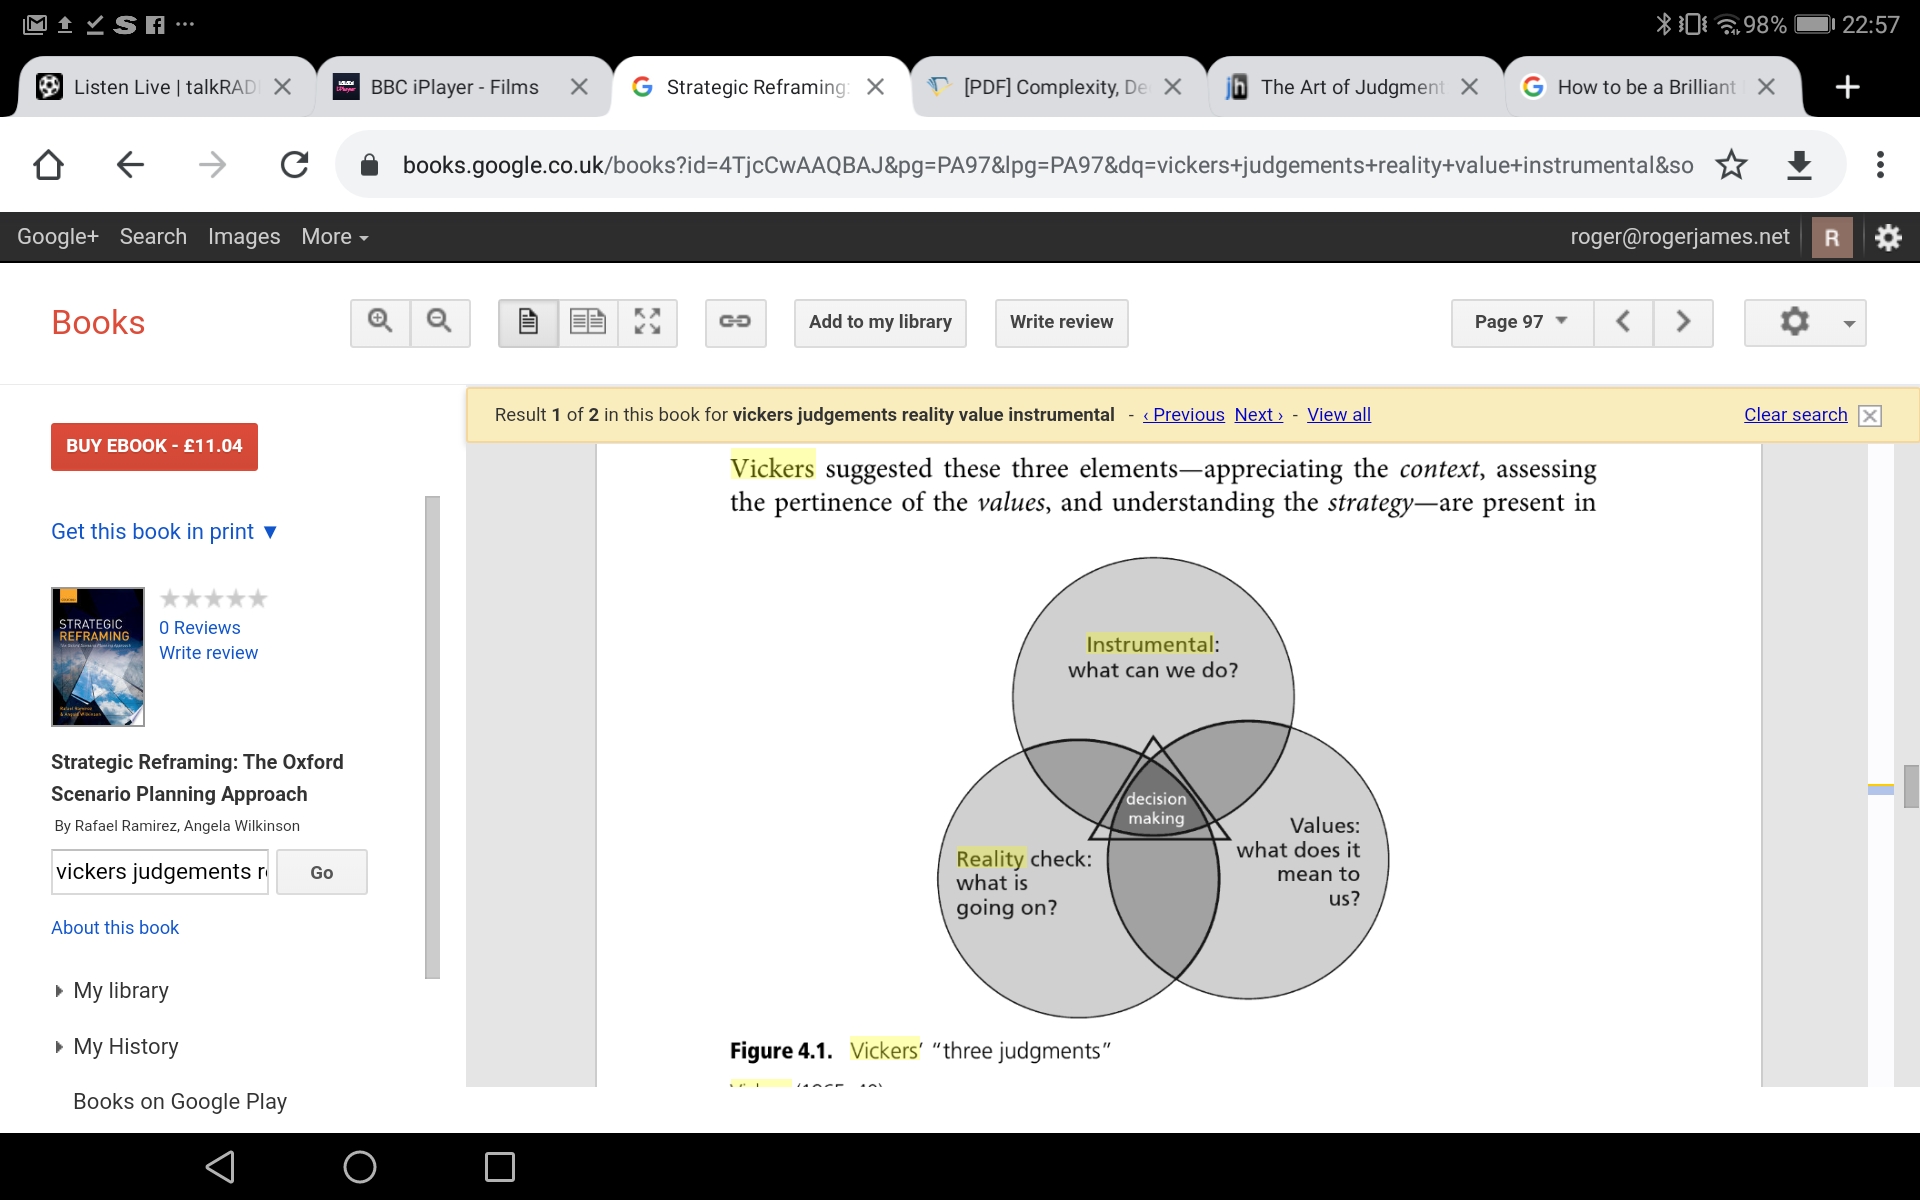 98% 22:57
Listen Live | talkRAD
BBC iPlayer - Films
Strategic Reframing:
[PDF] Complexity, De
The Art of Judgment
How to be a Brilliant
books.google.co.uk/books?id=4TjcCwAAQBAJ&pg=PA97&lpg=PA97&dq=vickers+judgements+reality+value+instrumental&so
Google+ Search Images More
roger@rogerjames.net R
Books
Add to my library
Write review
Page 97
Result 1 of 2 in this book for vickers judgements reality value instrumental - ‹ Previous Next › - View all
Clear search
BUY EBOOK - £11.04
Get this book in print ▼
STRATEGIC
REFRAMING
0 Reviews
Write review
Strategic Reframing: The Oxford
Scenario Planning Approach
By Rafael Ramirez, Angela Wilkinson
vickers judgements r
Go
About this book
My library
My History
Books on Google Play
Vickers suggested these three elements—appreciating the context, assessing
the pertinence of the values, and understanding the strategy—are present in
Instrumental:
what can we do?
decision
making
Reality check:
what is
going on?
Values:
what does it
mean to
us?
Figure 4.1. Vickers' “three judgments”